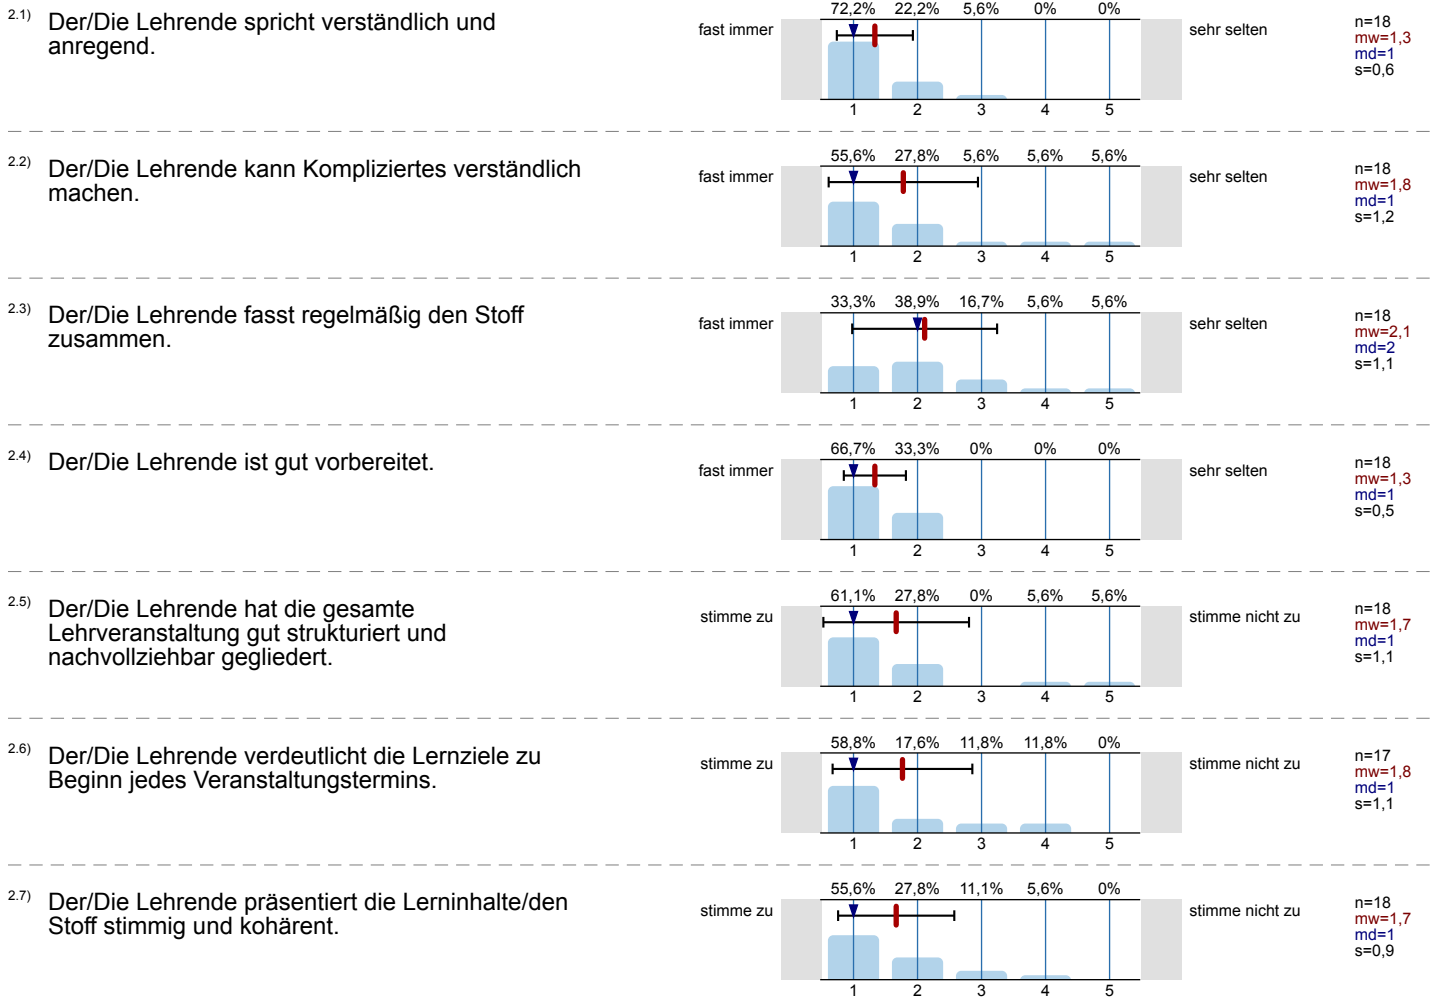 2.1) Der/Die Lehrende spricht verständlich und
anregend.
72,2% 22,2% 5,6% 0% 0%
fast immer
sehr selten
1 2 3 4 5
n=18
mw=1,3
md=1
s=0,6
2.2) Der/Die Lehrende kann Kompliziertes verständlich
machen.
55,6% 27,8% 5,6% 5,6% 5,6%
fast immer
sehr selten
1 2 3 4 5
n=18
mw=1,8
md=1
s=1,2
2.3) Der/Die Lehrende fasst regelmäßig den Stoff
zusammen.
33,3% 38,9% 16,7% 5,6% 5,6%
fast immer
sehr selten
1 2 3 4 5
n=18
mw=2,1
md=2
s=1,1
2.4) Der/Die Lehrende ist gut vorbereitet.
66,7% 33,3% 0% 0% 0%
fast immer
sehr selten
1 2 3 4 5
n=18
mw=1,3
md=1
s=0,5
2.5) Der/Die Lehrende hat die gesamte
Lehrveranstaltung gut strukturiert und
nachvollziehbar gegliedert.
61,1% 27,8% 0% 5,6% 5,6%
stimme zu
stimme nicht zu
1 2 3 4 5
n=18
mw=1,7
md=1
s=1,1
2.6) Der/Die Lehrende verdeutlicht die Lernziele zu
Beginn jedes Veranstaltungstermins.
58,8% 17,6% 11,8% 11,8% 0%
stimme zu
stimme nicht zu
1 2 3 4 5
n=17
mw=1,8
md=1
s=1,1
2.7) Der/Die Lehrende präsentiert die Lerninhalte/den
Stoff stimmig und kohärent.
55,6% 27,8% 11,1% 5,6% 0%
stimme zu
stimme nicht zu
1 2 3 4 5
n=18
mw=1,7
md=1
s=0,9